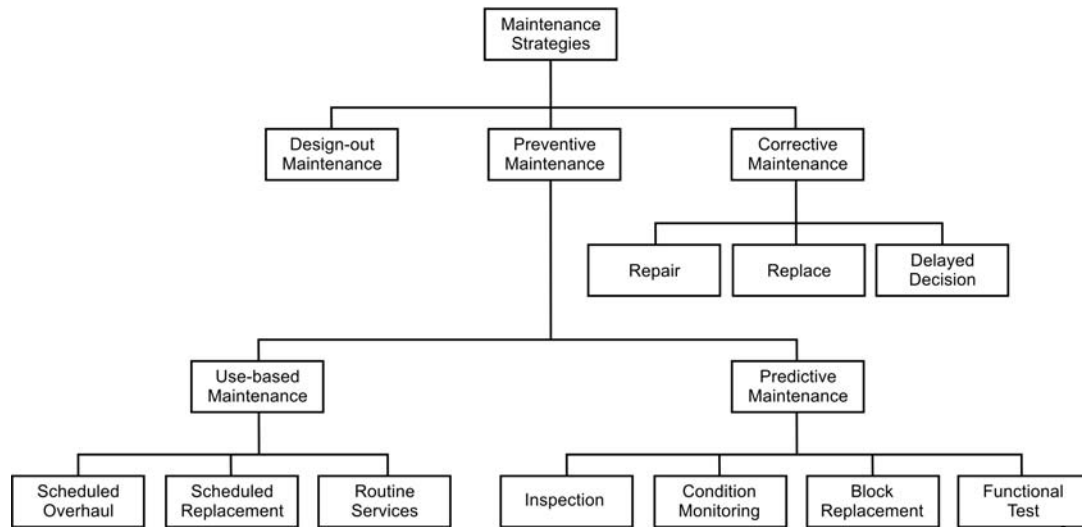 Maintenance
Strategies
Design-out
Maintenance
Preventive
Maintenance
Corrective
Maintenance
Repair
Replace
Delayed
Decision
Use-based
Maintenance
Predictive
Maintenance
Scheduled
Overhaul
Scheduled
Replacement
Routine
Services
Inspection
Condition
Monitoring
Block
Replacement
Functional
Test